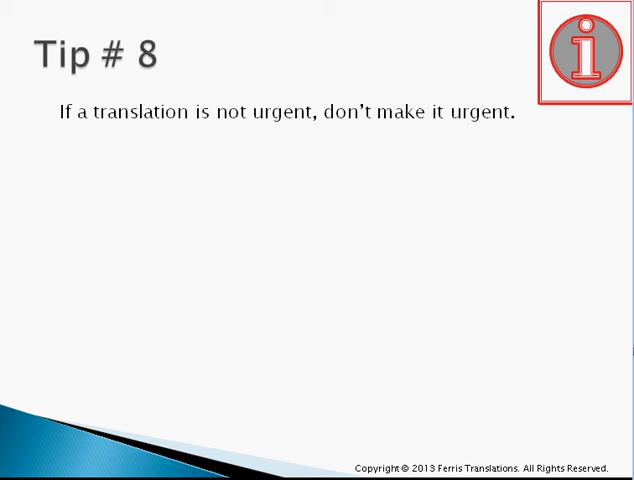 Tip # 8
If a translation is not urgent, don’t make it urgent.
Copyright © 2013 Ferris Translations. All Rights Reserved.